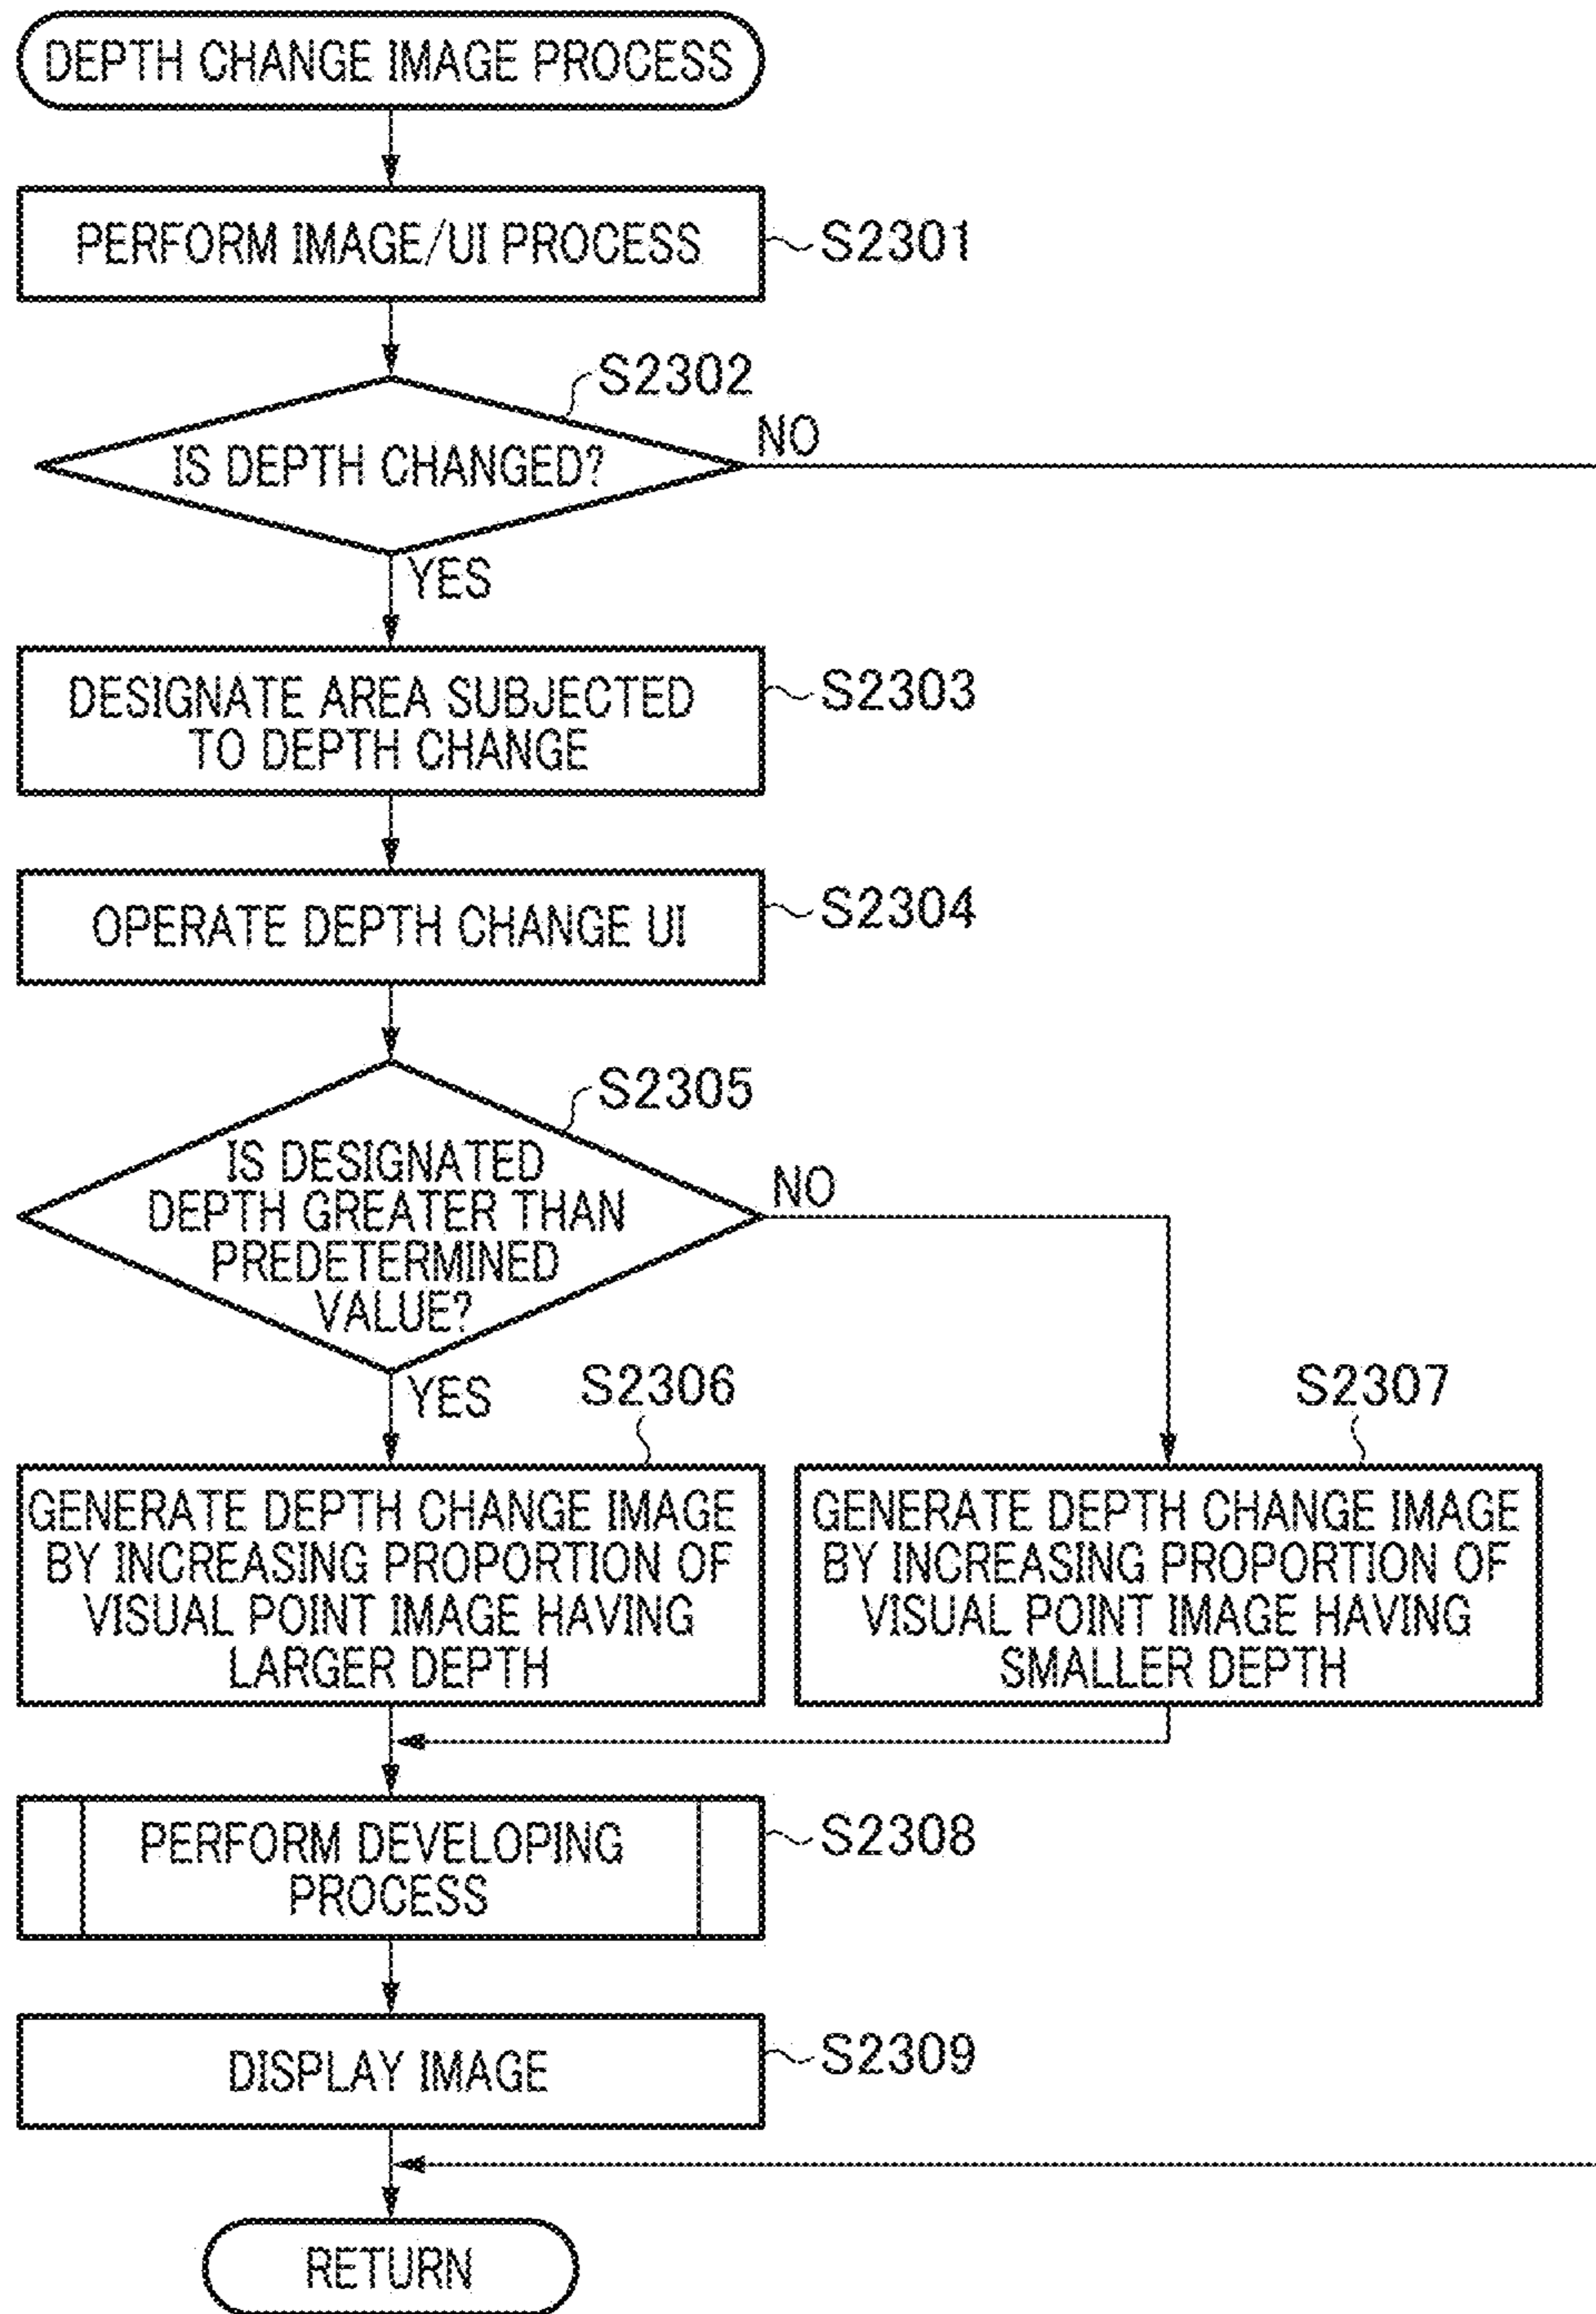 DEPTH CHANGE IMAGE PROCESS
PERFORM IMAGE/UI PROCESS
S2301
S2302
IS DEPTH CHANGED?
NO
YES
DESIGNATE AREA SUBJECTED
TO DEPTH CHANGE
S2303
OPERATE DEPTH CHANGE UI
S2304
S2305
IS DESIGNATED
DEPTH GREATER THAN
PREDETERMINED
VALUE?
NO
YES
S2306
GENERATE DEPTH CHANGE IMAGE
BY INCREASING PROPORTION OF
VISUAL POINT IMAGE HAVING
LARGER DEPTH
S2307
GENERATE DEPTH CHANGE IMAGE
BY INCREASING PROPORTION OF
VISUAL POINT IMAGE HAVING
SMALLER DEPTH
PERFORM DEVELOPING
PROCESS
S2308
DISPLAY IMAGE
S2309
RETURN